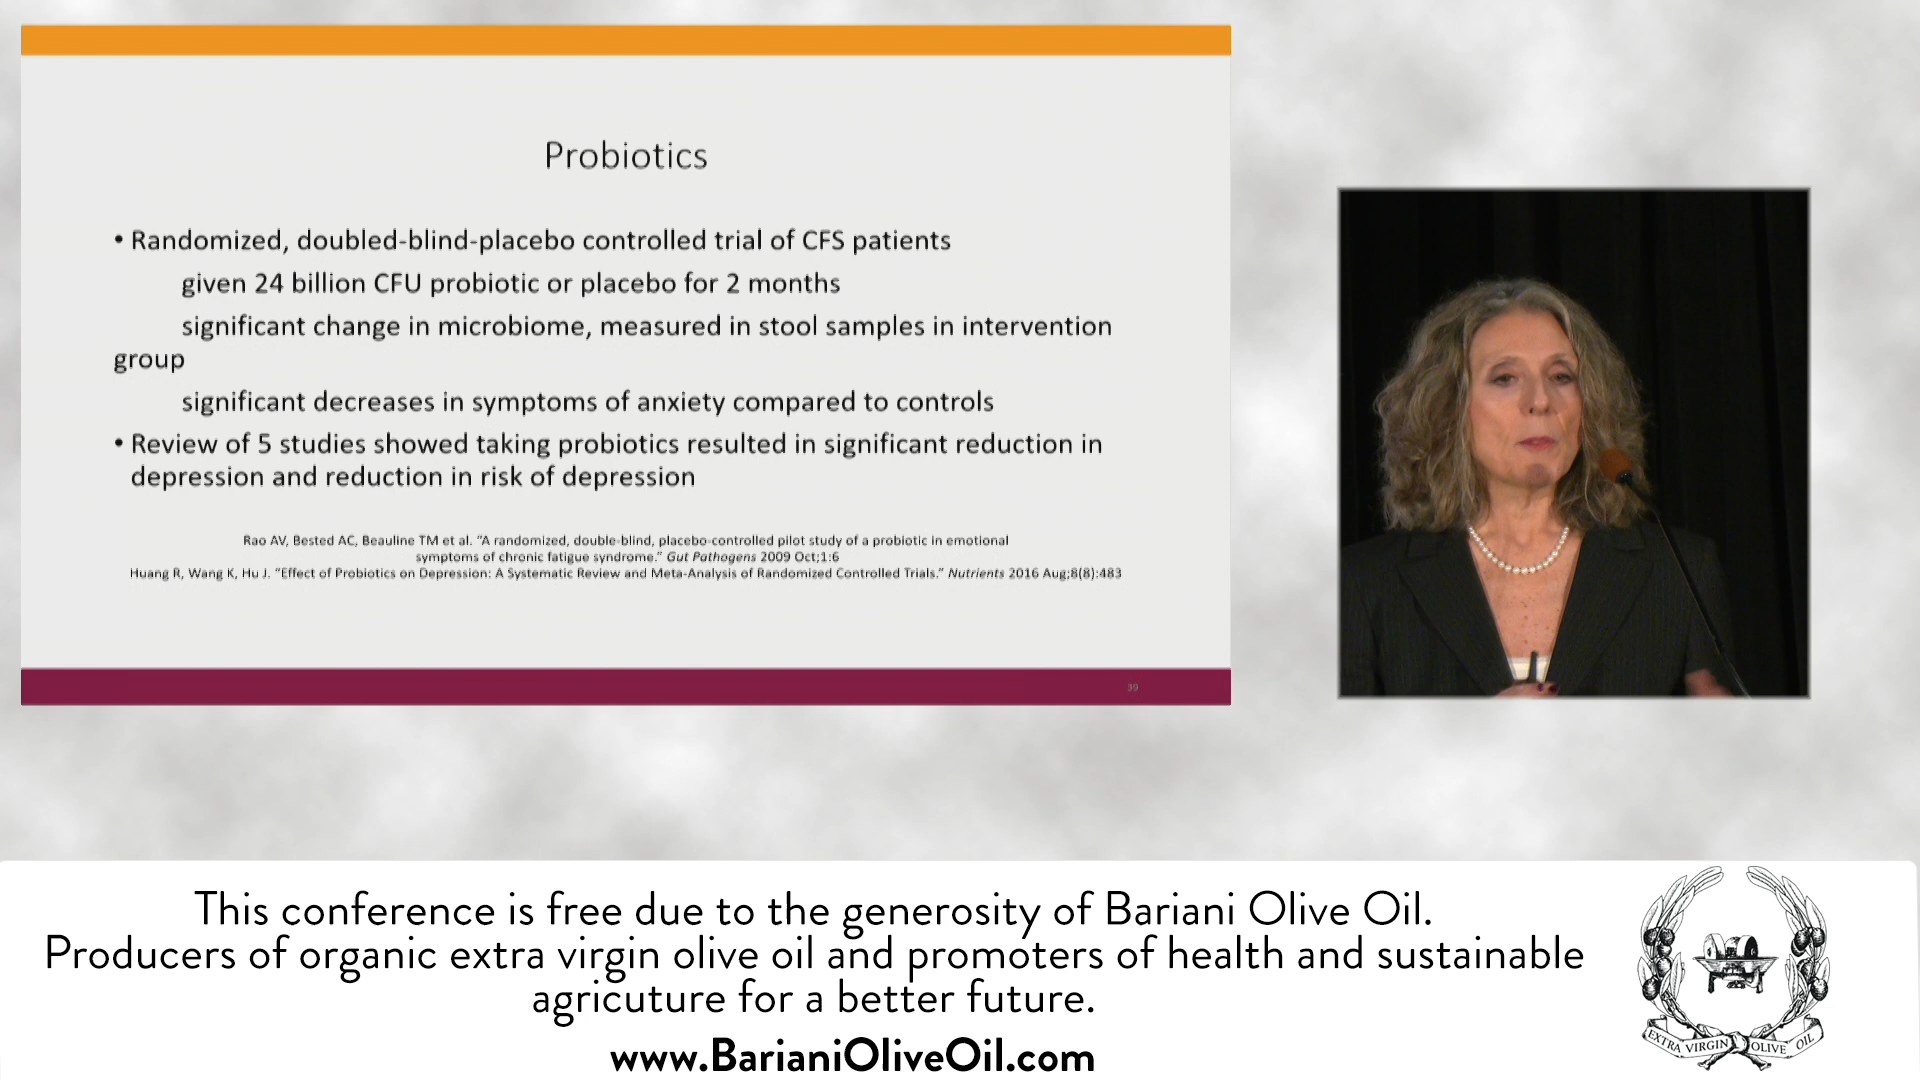 Probiotics
• Randomized, doubled-blind-placebo controlled trial of CFS patients
given 24 billion CFU probiotic or placebo for 2 months
significant change in microbiome, measured in stool samples in intervention
group
significant decreases in symptoms of anxiety compared to controls
• Review of 5 studies showed taking probiotics resulted in significant reduction in
depression and reduction in risk of depression
Rao AV, Bested AC, Beauline TM et al. “A randomized, double-blind, placebo-controlled pilot study of a probiotic in emotional
symptoms of chronic fatigue syndrome.” Gut Pathogens 2009 Oct;1:6
Huang R, Wang K, Hu J. “Effect of Probiotics on Depression: A Systematic Review and Meta-Analysis of Randomized Controlled Trials.” Nutrients 2016 Aug;8(8):483
39
This conference is free due to the generosity of Bariani Olive Oil.
Producers of organic extra virgin olive oil and promoters of health and sustainable
agricuture for a better future.
www.BarianiOliveOil.com
EXTRA VIRGIN OLIVE OIL